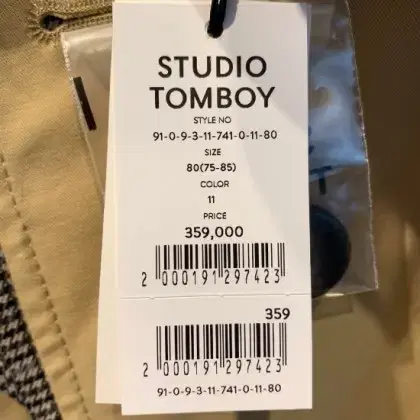 STUDIO
TOMBOY
STYLE NO
91-0-9-3-11-741-0-11-80
SIZE
80(75-85)
COLOR
11
PRICE
359,000
2 000191 297423
359
2 000191 297423
91-0-9-3-11-741-0-11-80